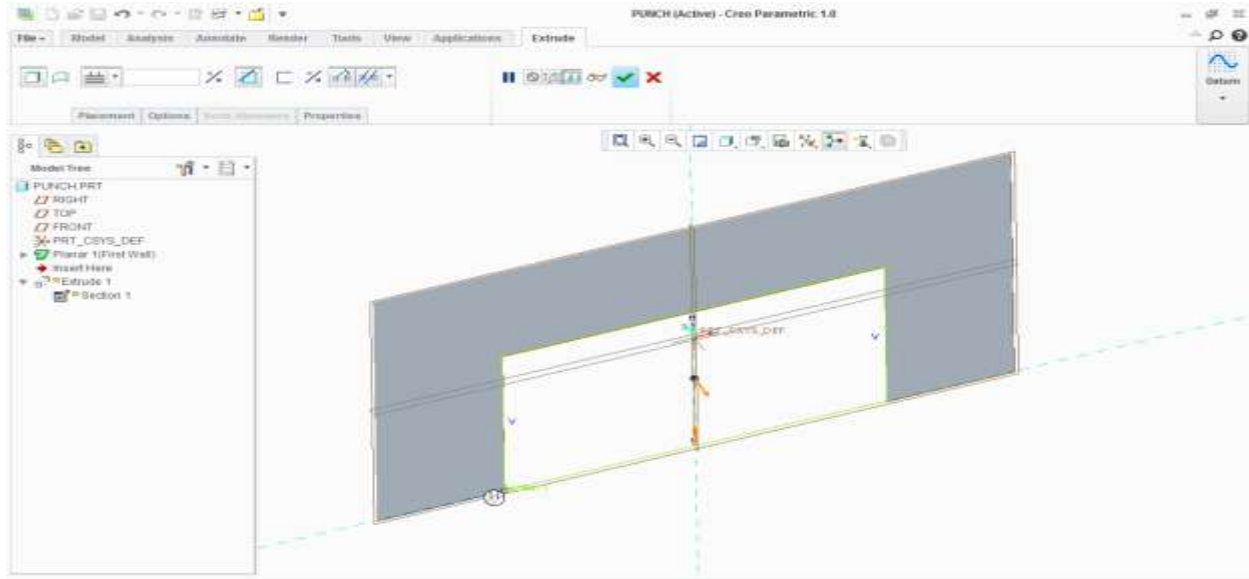 PUNCH (Active) - Creo Parametric 1.0
File Model Analysis Annotate Render Tools View Applications Extrude
Datum
Placement Options Properties
Model Tree
PUNCH.PRT
RIGHT
TOP
FRONT
PRT_CSYS_DEF
Planar 1(First Wall)
Insert Here
Extrude 1
Section 1
PRT_CSYS_DEF